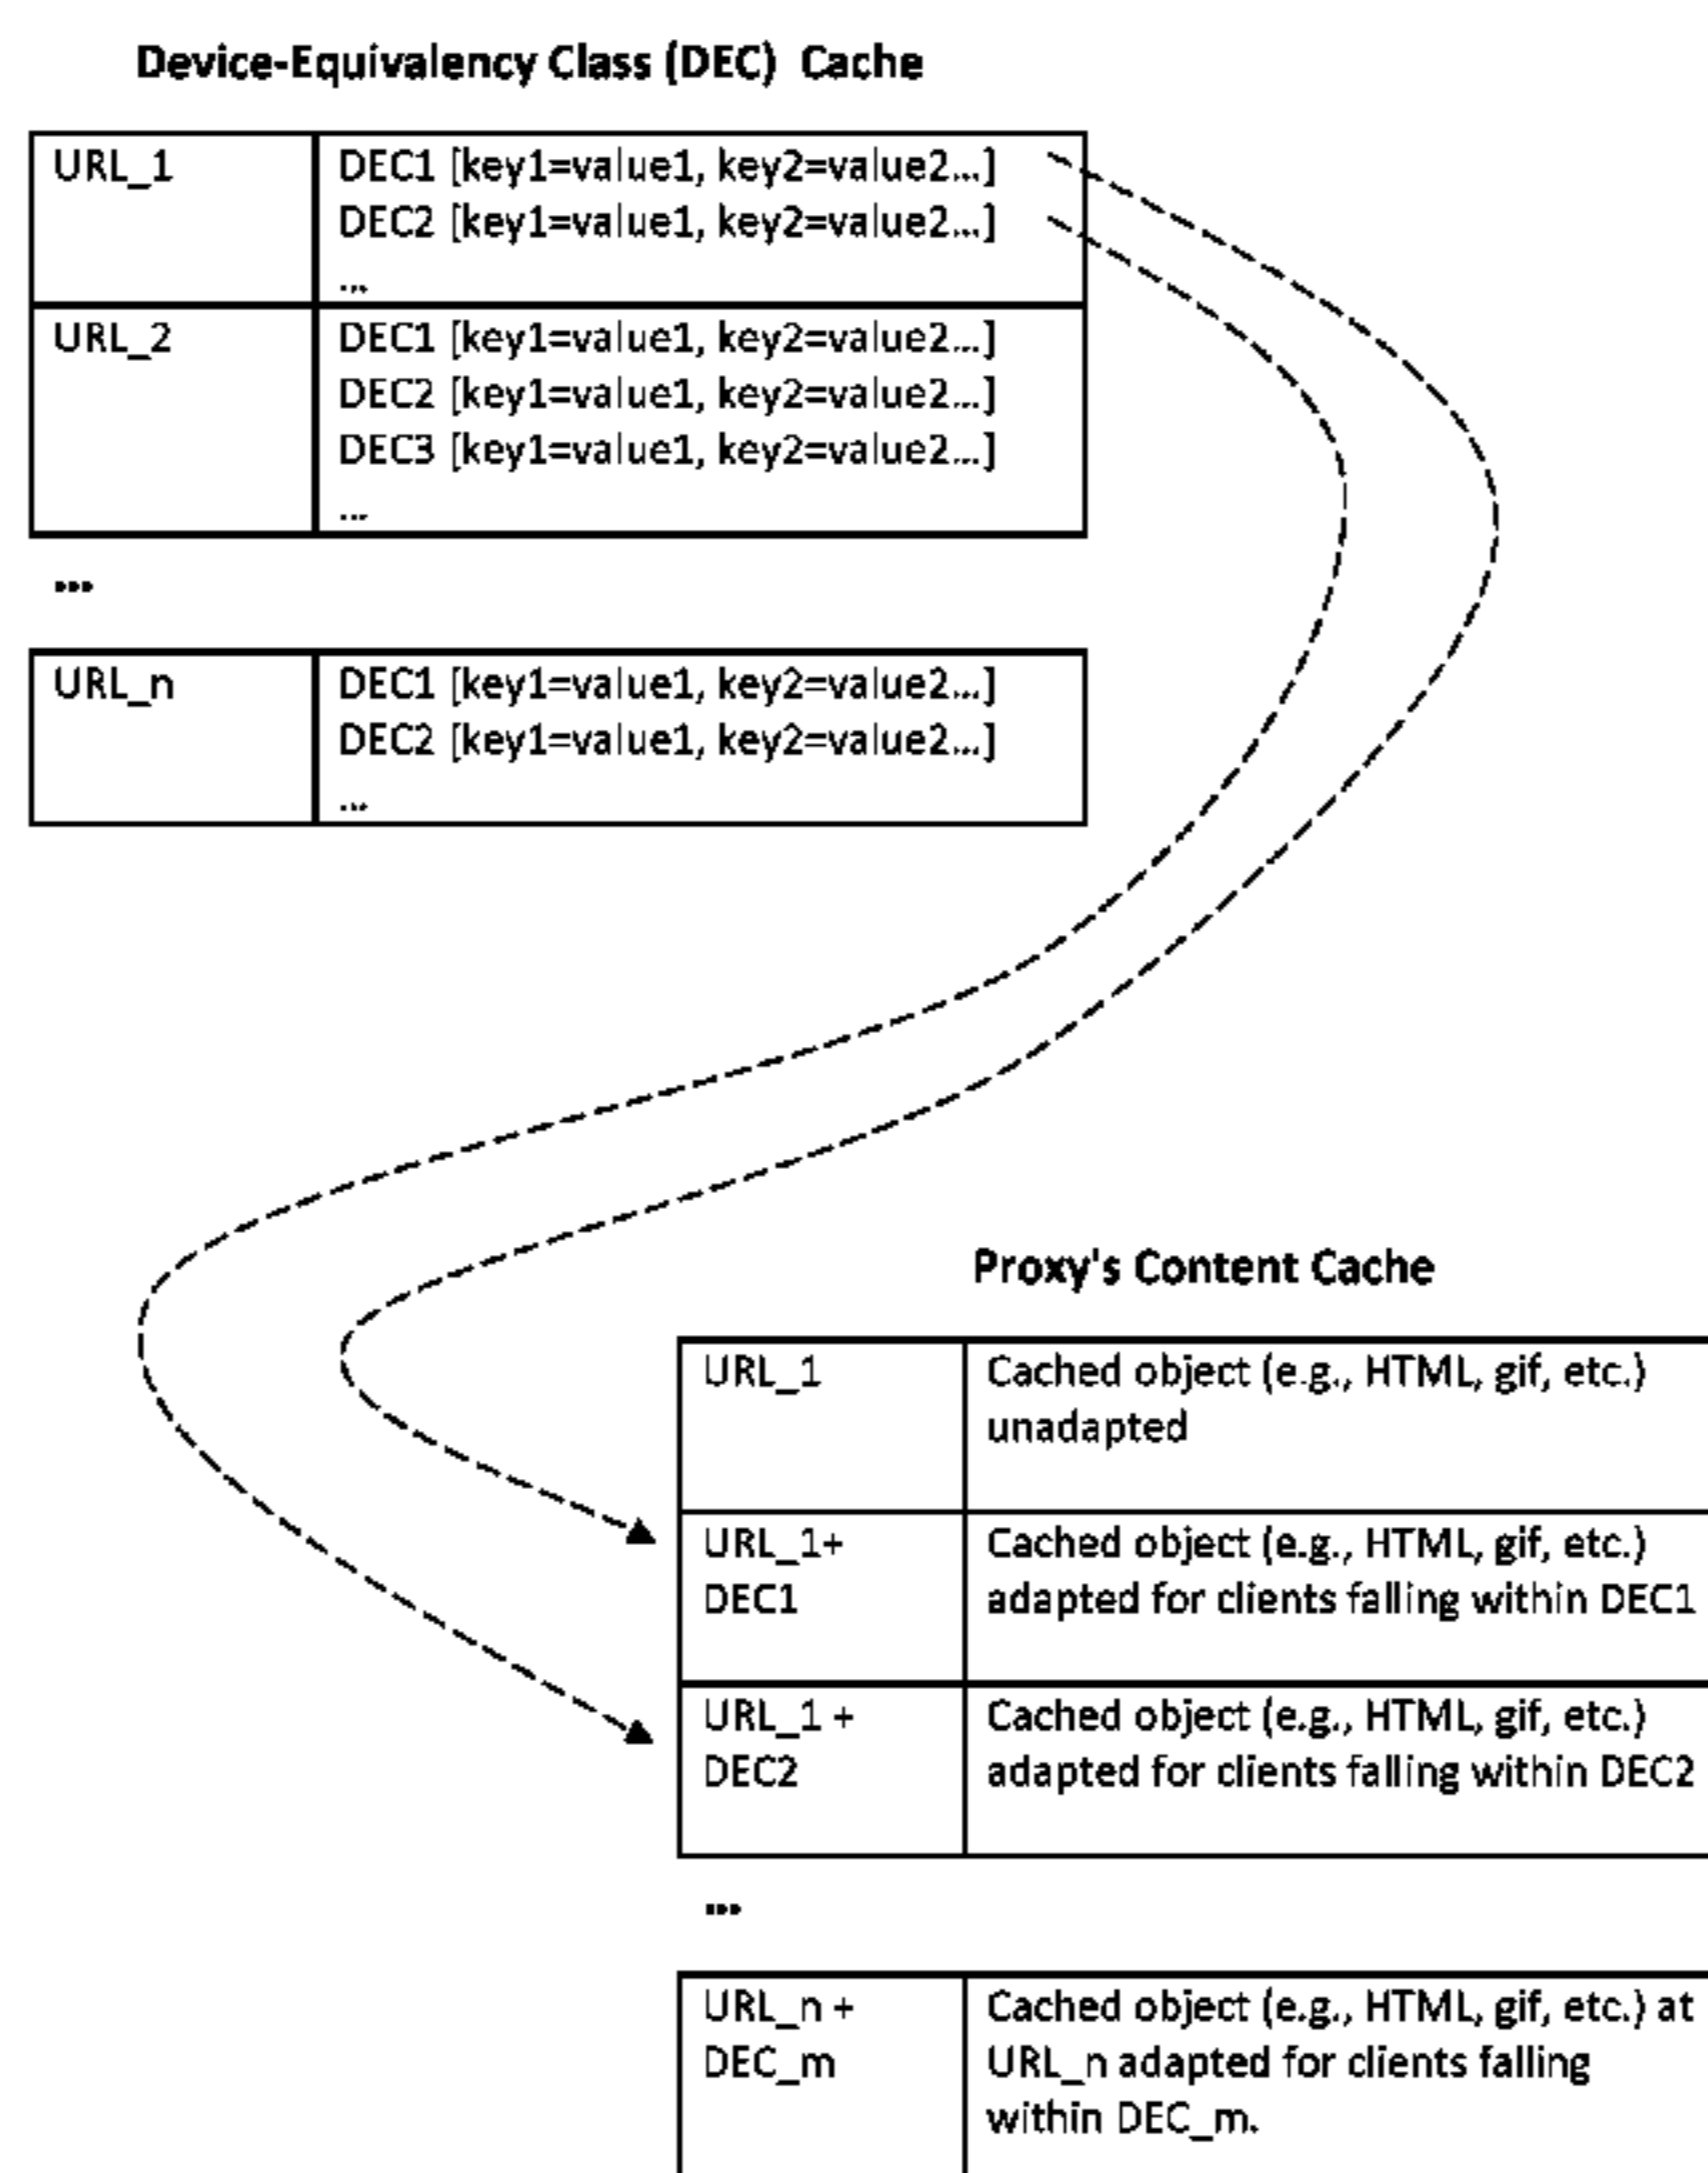 Device-Equivalency Class (DEC) Cache
URL_1
DEC1 [key1=value1, key2=value2...]
DEC2 [key1=value1, key2=value2...]
...
URL_2
DEC1 [key1=value1, key2=value2...]
DEC2 [key1=value1, key2=value2...]
DEC3 [key1=value1, key2=value2...]
...
...
URL_n
DEC1 [key1=value1, key2=value2...]
DEC2 [key1=value1, key2=value2...]
...
Proxy's Content Cache
URL_1
Cached object (e.g., HTML, gif, etc.)
unadapted
URL_1+
DEC1
Cached object (e.g., HTML, gif, etc.)
adapted for clients falling within DEC1
URL_1 +
DEC2
Cached object (e.g., HTML, gif, etc.)
adapted for clients falling within DEC2
...
URL_n +
DEC_m
Cached object (e.g., HTML, gif, etc.) at
URL_n adapted for clients falling
within DEC_m.